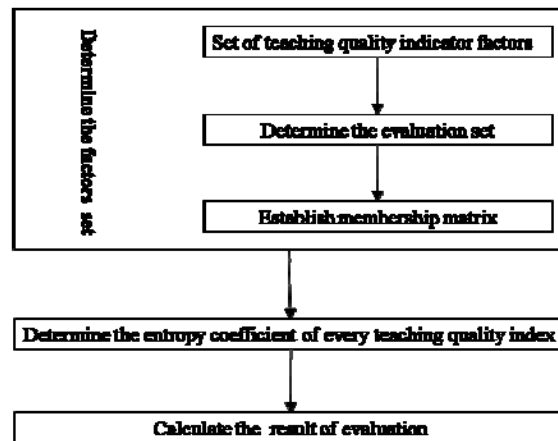 Determine the factors set
Set of teaching quality indicator factors
Determine the evaluation set
Establish membership matrix
Determine the entropy coefficient of every teaching quality index
Calculate the result of evaluation